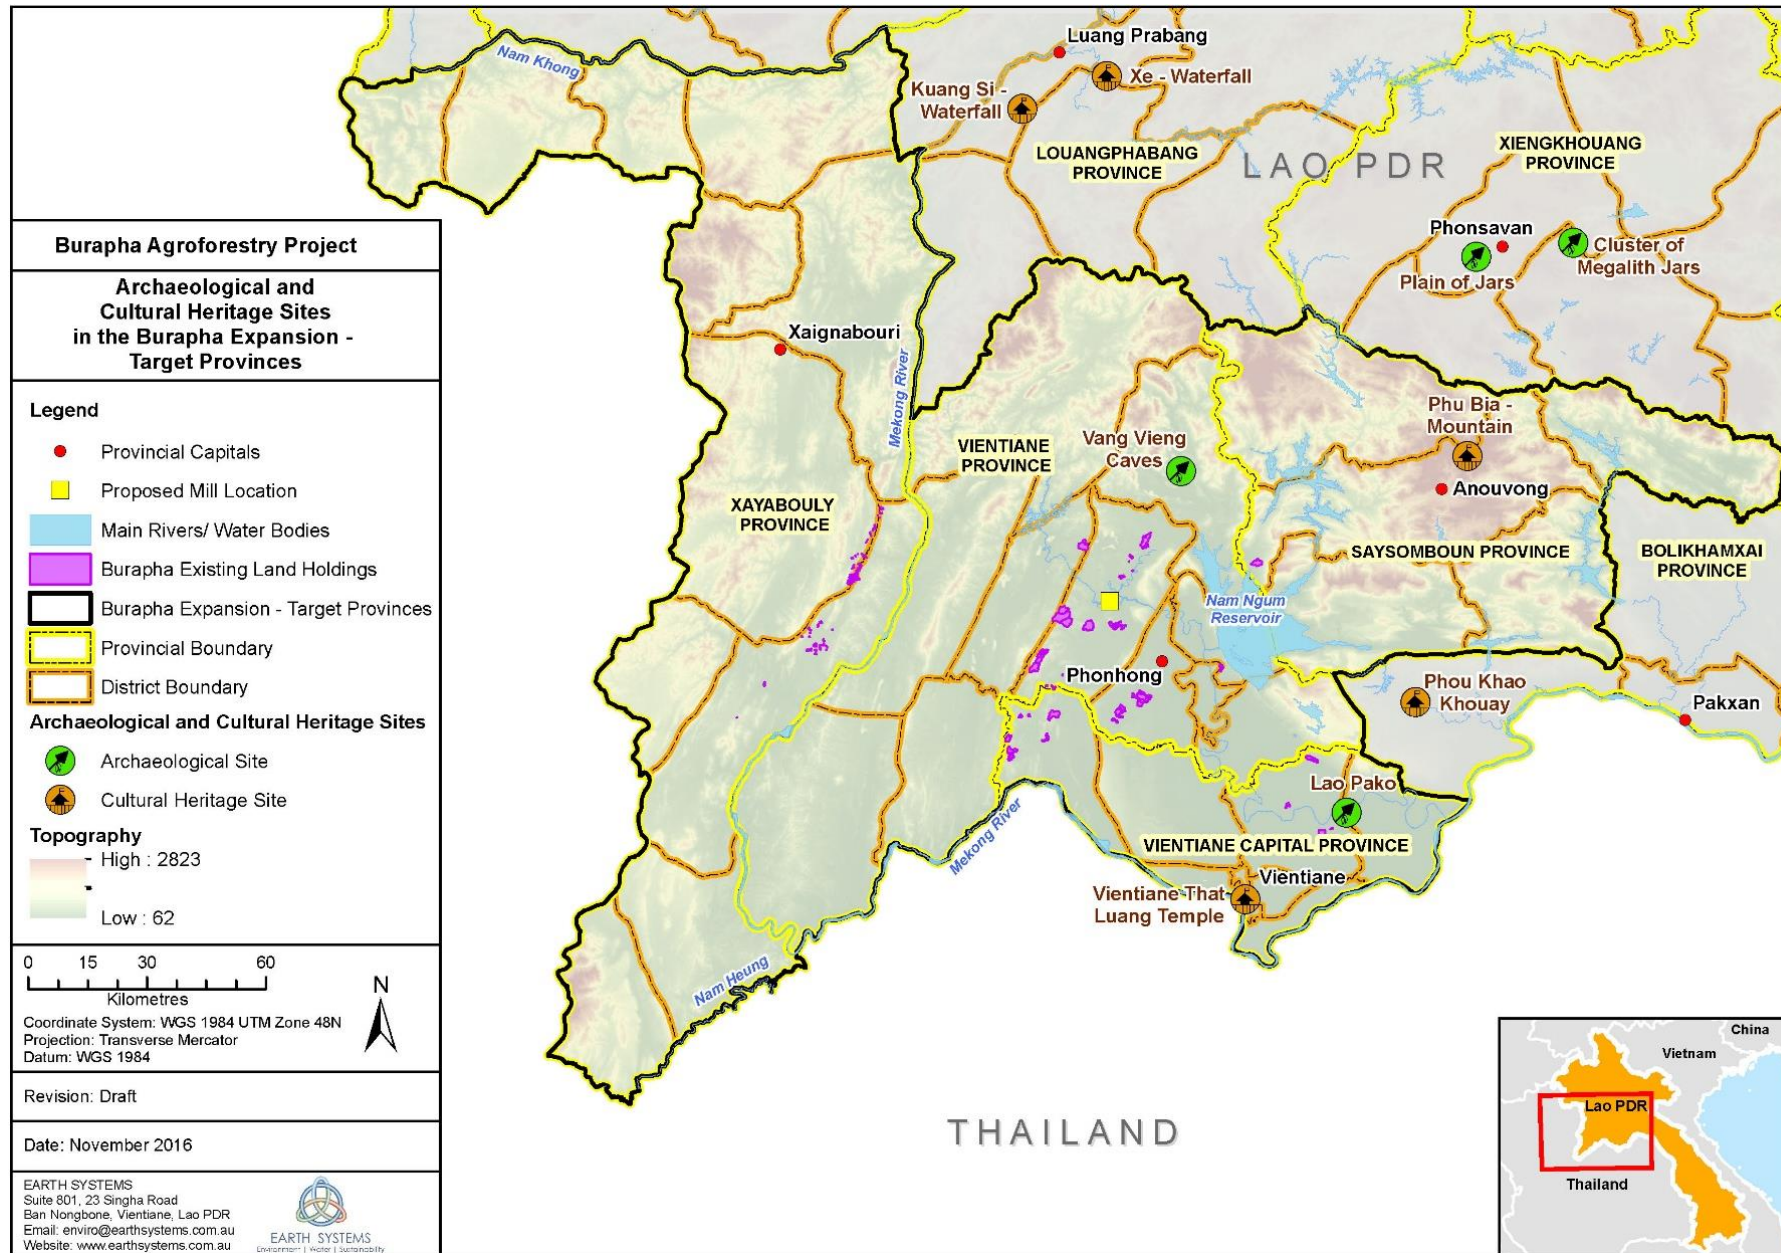 Burapha Agroforestry Project
Archaeological and
Cultural Heritage Sites
in the Burapha Expansion -
Target Provinces
Legend
Provincial Capitals
Proposed Mill Location
Main Rivers/ Water Bodies
Burapha Existing Land Holdings
Burapha Expansion - Target Provinces
Provincial Boundary
District Boundary
Archaeological and Cultural Heritage Sites
Archaeological Site
Cultural Heritage Site
Topography
High : 2823
Low : 62
0 15 30 60
Kilometres
N
Coordinate System: WGS 1984 UTM Zone 48N
Projection: Transverse Mercator
Datum: WGS 1984
Revision: Draft
Date: November 2016
EARTH SYSTEMS
Suite 801, 23 Singha Road
Ban Nongbone, Vientiane, Lao PDR
Email: enviro@earthsystems.com.au
Website: www.earthsystems.com.au
EARTH SYSTEMS
Environment | Water | Sustainability
Nam Khong
Luang Prabang
Xe - Waterfall
Kuang Si -
Waterfall
LOUANGPHABANG
PROVINCE
LAO PDR
XIENGKHOUANG
PROVINCE
Phonsavan
Plain of Jars
Cluster of
Megalith Jars
Xaignabouri
Mekong River
Phu Bia -
Mountain
Vang Vieng
Caves
VIENTIANE
PROVINCE
Anouvong
XAYABOULY
PROVINCE
SAYSOMBOUN PROVINCE
BOLIKHAMXAI
PROVINCE
Nam Ngum
Reservoir
Phonhong
Phou Khao
Khouay
Pakxan
Lao Pako
Mekong River
VIENTIANE CAPITAL PROVINCE
Vientiane
Vientiane That
Luang Temple
Nam Heung
THAILAND
China
Vietnam
Lao PDR
Thailand